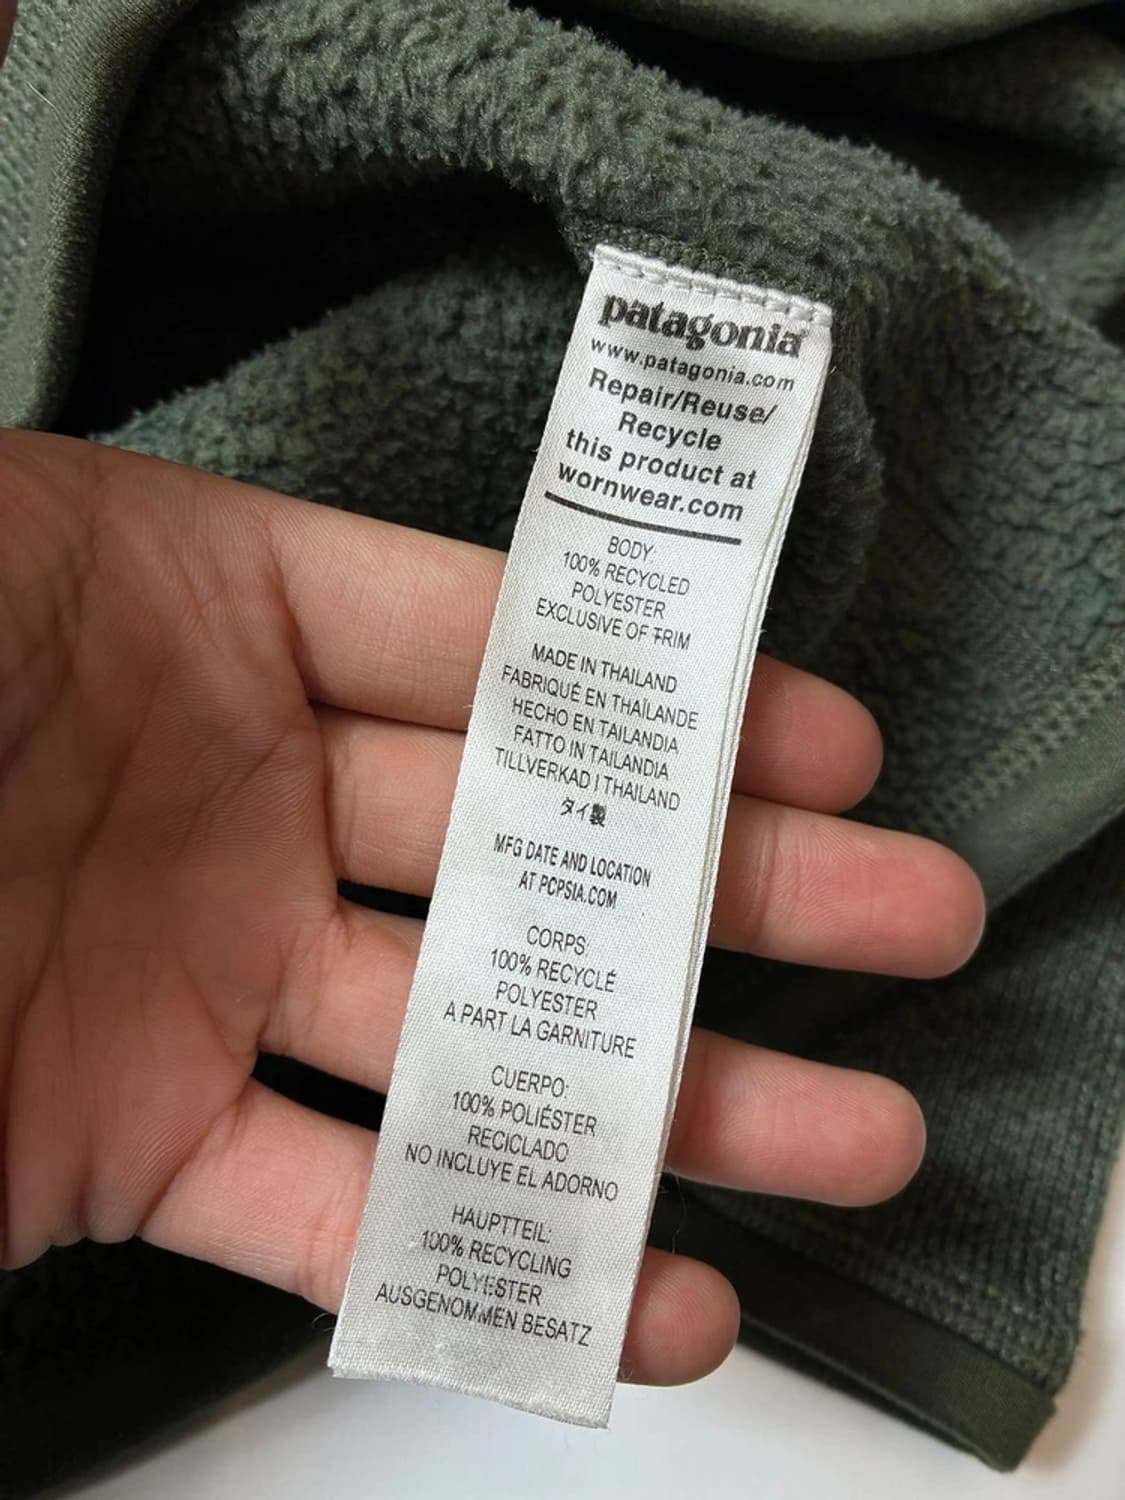 patagonia
www.patagonia.com
Repair/Reuse/
Recycle
this product at
wornwear.com
BODY:
100% RECYCLED
POLYESTER
EXCLUSIVE OF TRIM
MADE IN THAILAND
FABRIQUÉ EN THAÏLANDE
HECHO EN TAILANDIA
FATTO IN TAILANDIA
TILLVERKAD I THAILAND
タイ製
MFG DATE AND LOCATION
AT PCPSIA.COM
CORPS:
100% RECYCLÉ
POLYESTER
A PART LA GARNITURE
CUERPO:
100% POLIÉSTER
RECICLADO
NO INCLUYE EL ADORNO
HAUPTTEIL:
100% RECYCLING
POLYESTER
AUSGENOMMEN BESATZ